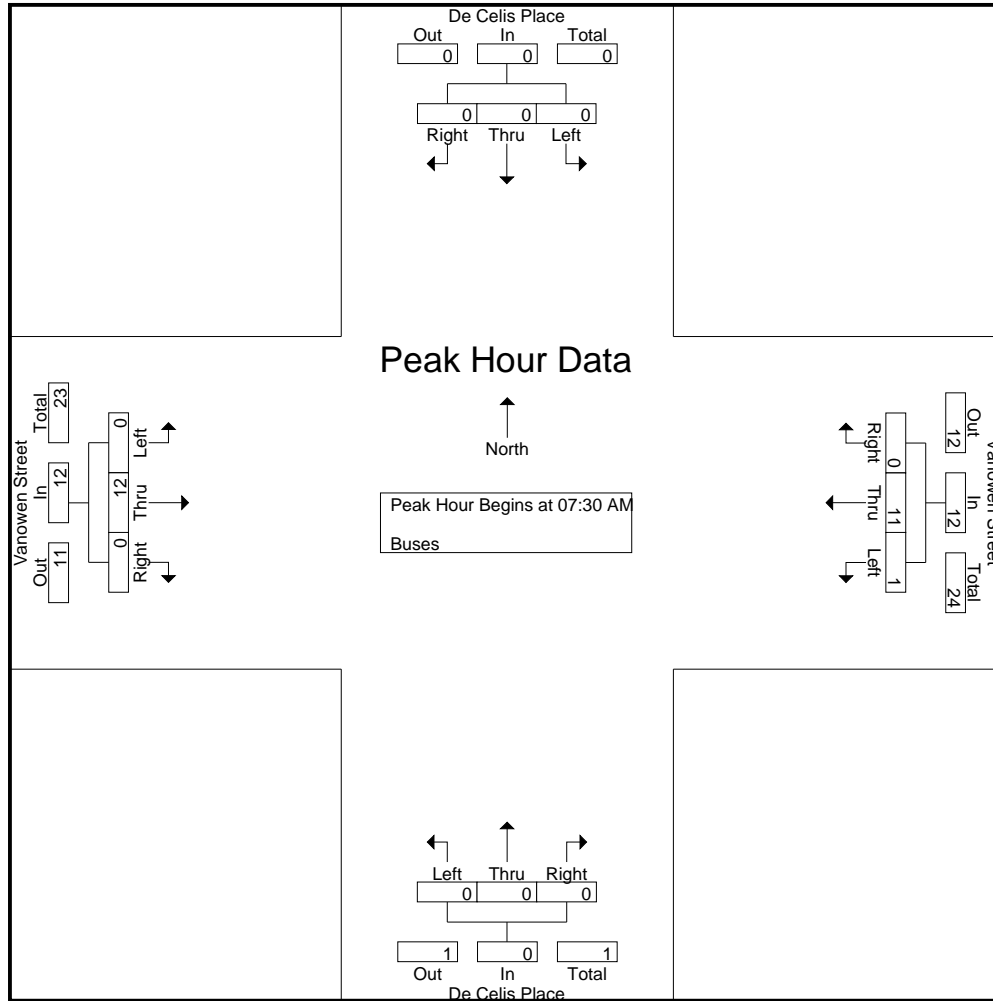 De Celis Place
Out In Total
0 0 0
0 0 0
Right Thru Left
Peak Hour Data
North
Peak Hour Begins at 07:30 AM
Buses
Vanowen Street
Total In Out
23 12 11
0 12 0
Left Thru Right
Vanowen Street
Out In Total
12 12 24
0 11 1
Right Thru Left
Left Thru Right
0 0 0
1 0 1
Out In Total
De Celis Place